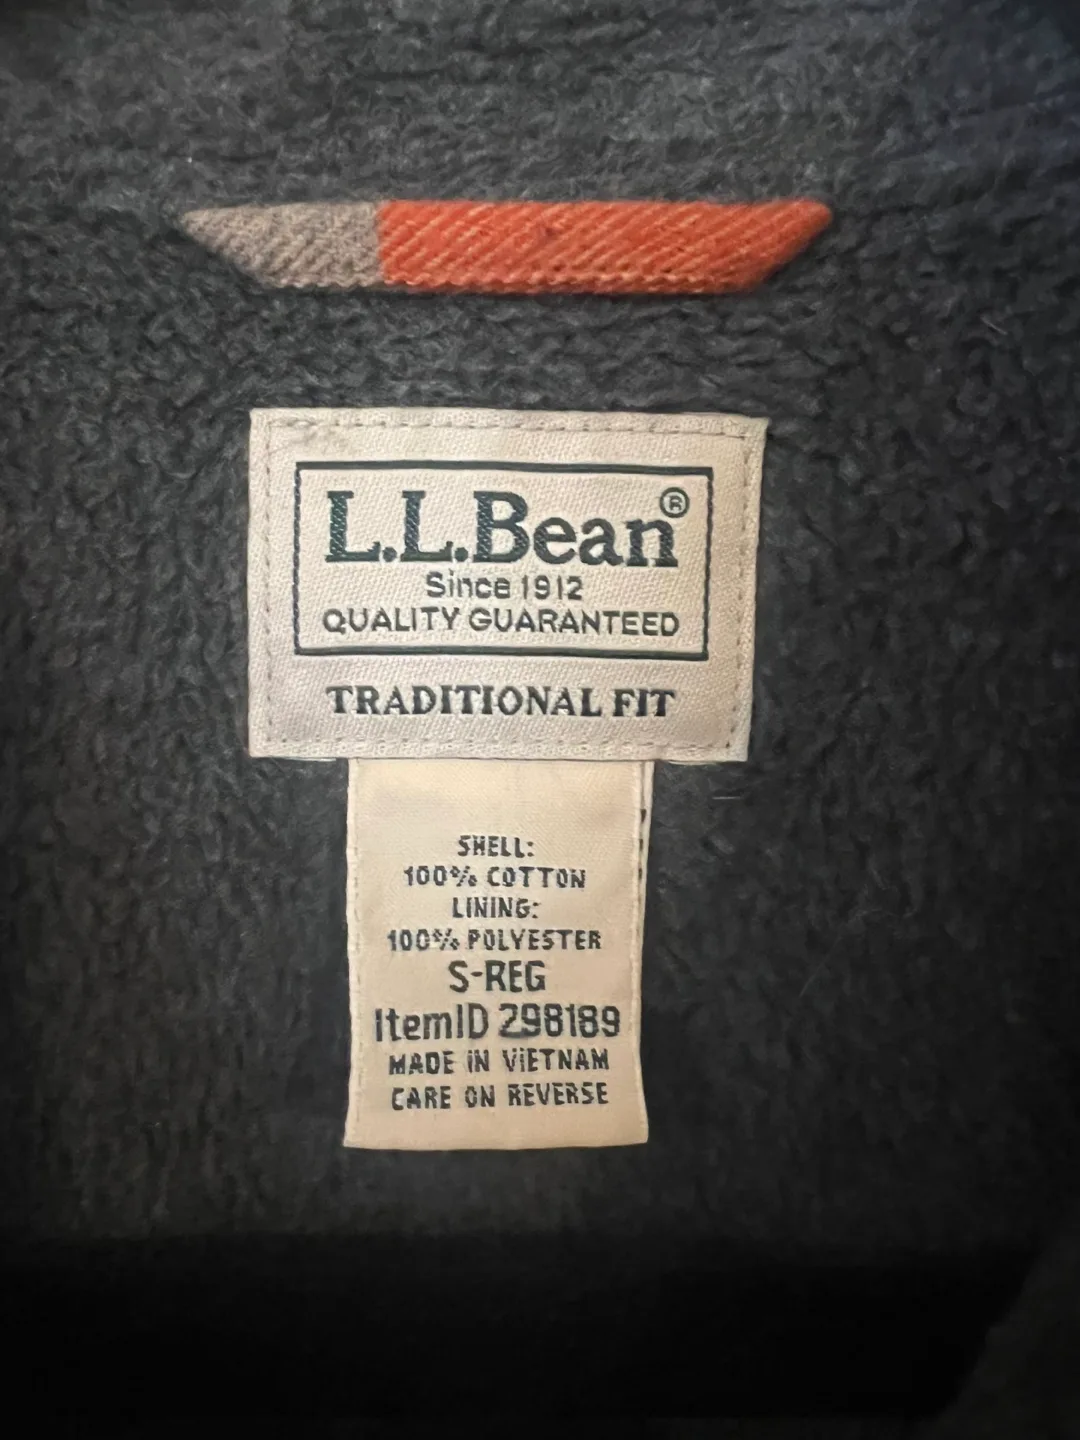 L.L.Bean®
Since 1912
QUALITY GUARANTEED
TRADITIONAL FIT
SHELL:
100% COTTON
LINING:
100% POLYESTER
S-REG
ItemID 298189
MADE IN VIETNAM
CARE ON REVERSE